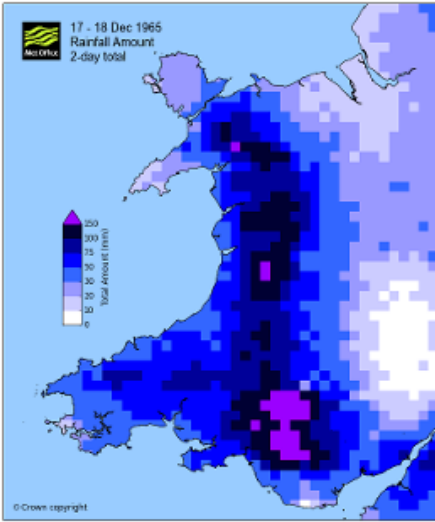 17 - 18 Dec 1965
Rainfall Amount
2-day total
Met Office
150
100
75
50
30
20
10
0
Total Amount (mm)
©Crown copyright